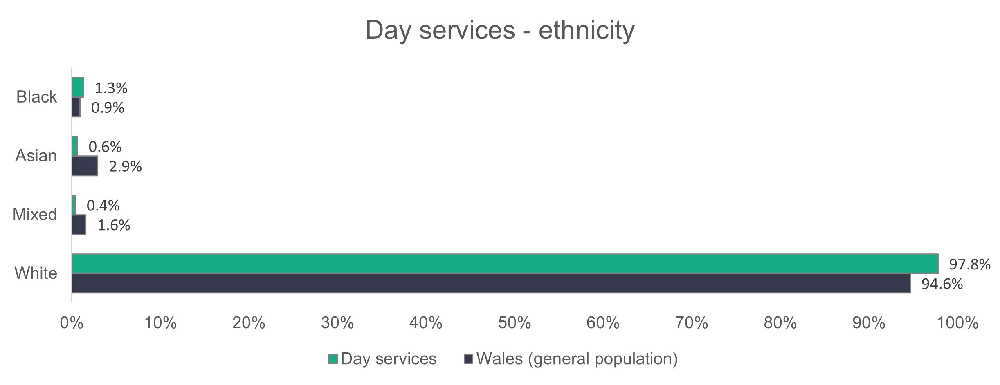 Day services - ethnicity
Black
1.3%
0.9%
Asian
0.6%
2.9%
Mixed
0.4%
1.6%
White
97.8%
94.6%
0% 10% 20% 30% 40% 50% 60% 70% 80% 90% 100%
Day services Wales (general population)